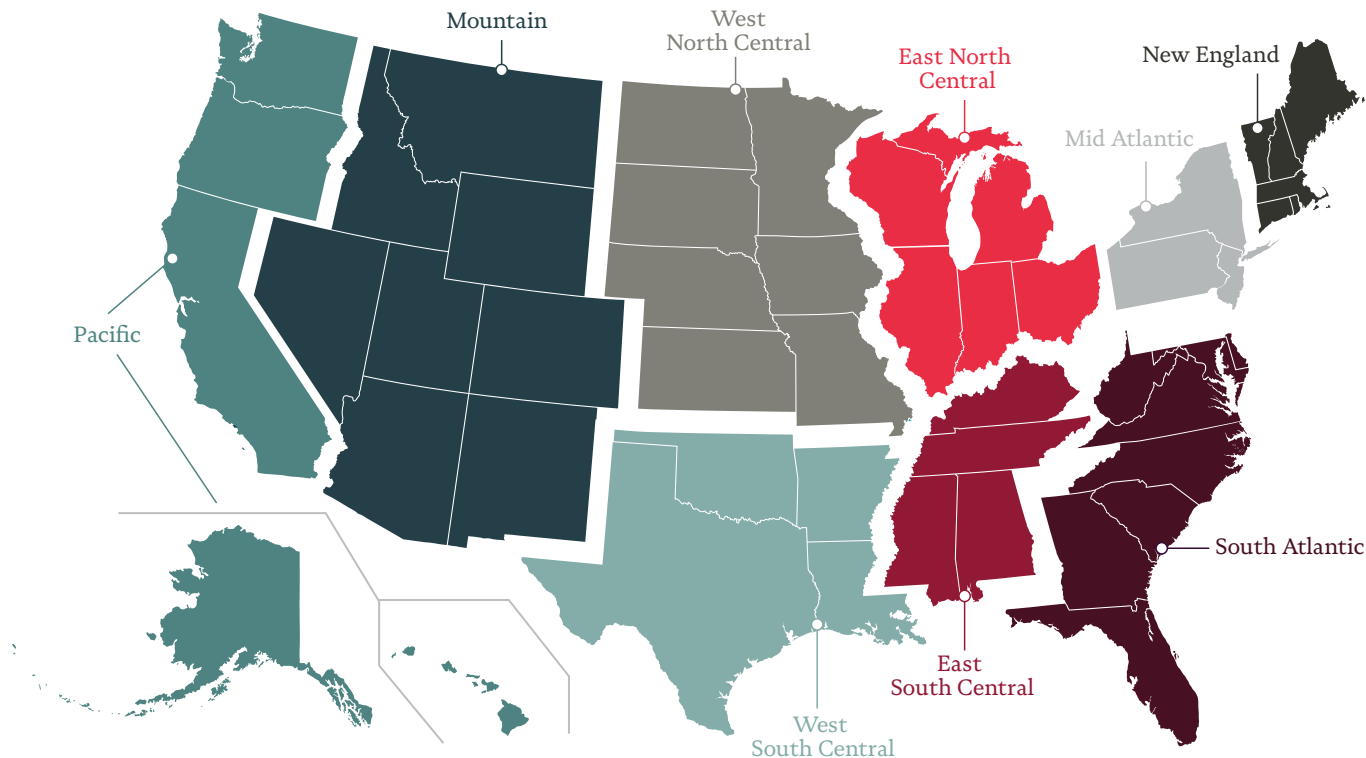 Mountain
West
North Central
East North
Central
New England
Mid Atlantic
Pacific
South Atlantic
East
South Central
West
South Central